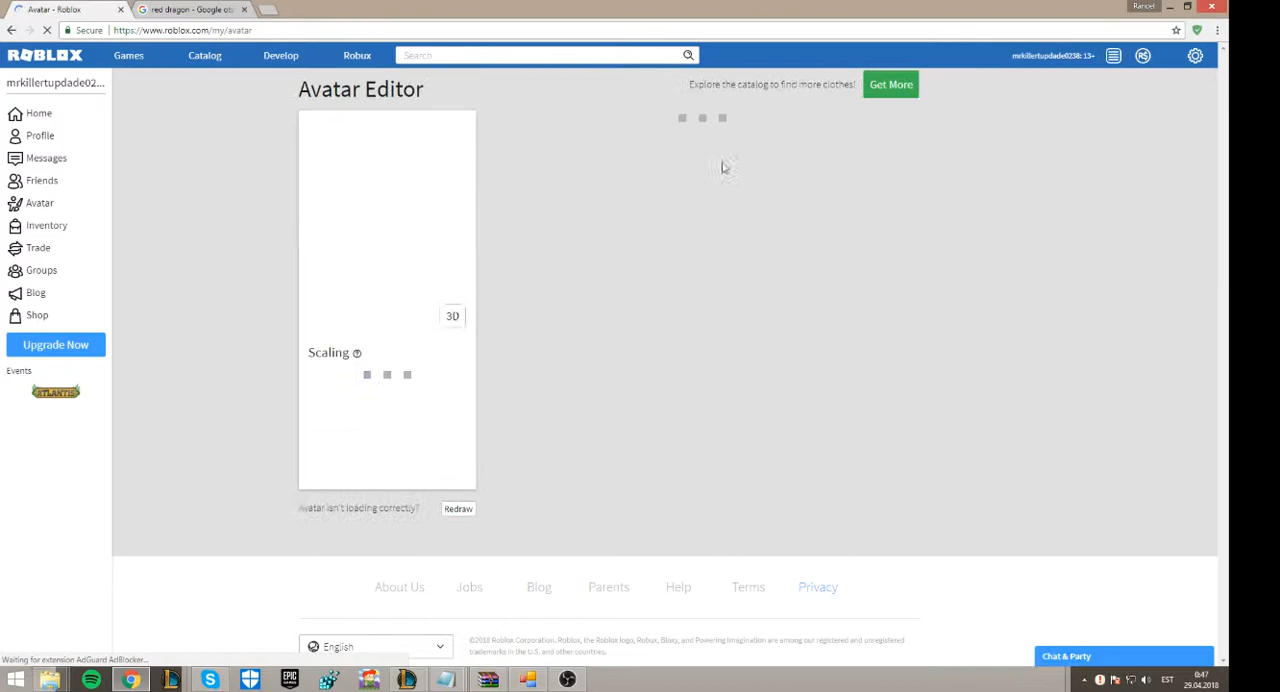 Avatar - Roblox
red dragon - Google ots
Rancel
Secure
https://www.roblox.com/my/avatar
ROBLOX
Games
Catalog
Develop
Robux
Search
mrkillertupdade0238: 13+
R$
mrkillertupdade02...
Avatar Editor
Explore the catalog to find more clothes!
Get More
Home
Profile
Messages
Friends
Avatar
Inventory
Trade
Groups
Blog
Shop
Upgrade Now
Events
ATLANTIS
3D
Scaling
Avatar isn't loading correctly?
Redraw
About Us
Jobs
Blog
Parents
Help
Terms
Privacy
English
©2018 Roblox Corporation. Roblox, the Roblox logo, Robux, Bloxy, and Powering Imagination are among our registered and unregistered
trademarks in the U.S. and other countries.
Waiting for extension AdGuard AdBlocker...
Chat & Party
EPIC
GAMES
EST
0:47
29.04.2018